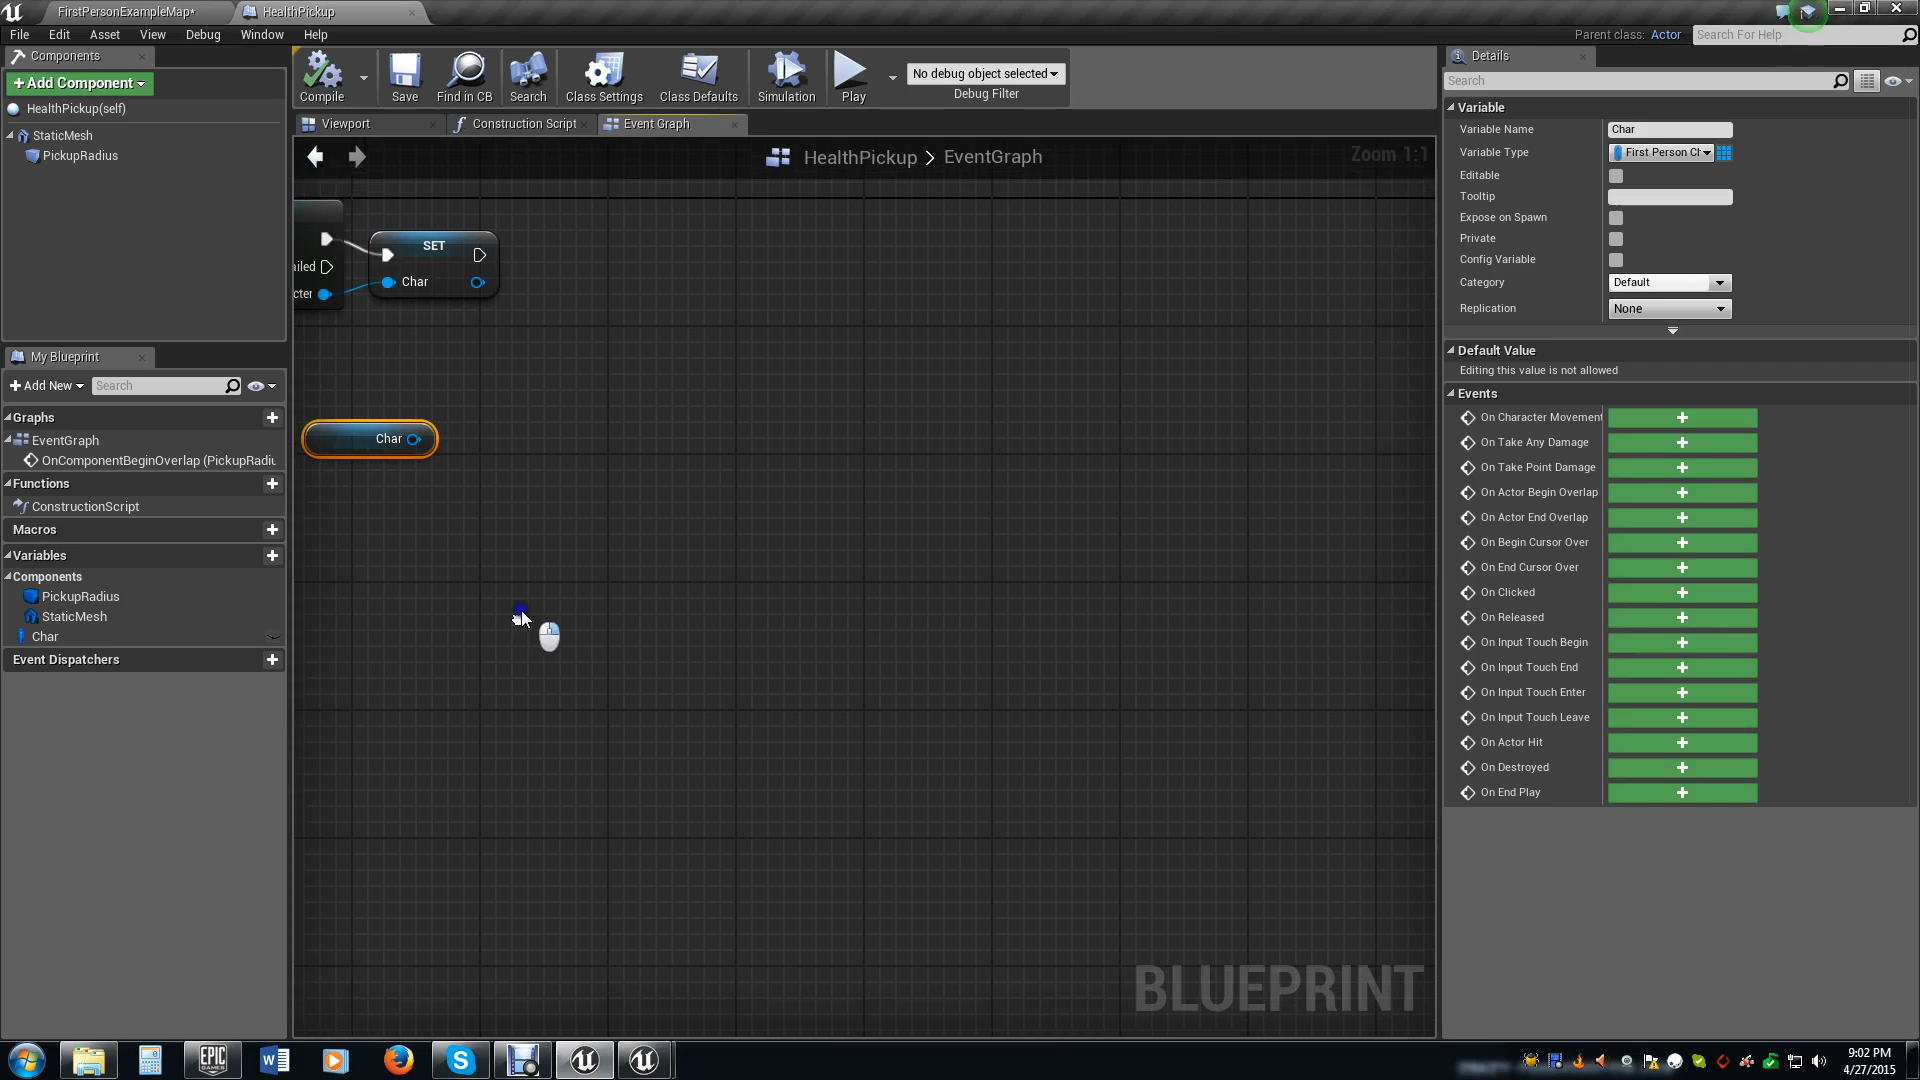 FirstPersonExampleMap*
HealthPickup
File Edit Asset View Debug Window Help
Parent class: Actor
Search For Help
Components
+Add Component
HealthPickup(self)
StaticMesh
PickupRadius
My Blueprint
+Add New
Search
Graphs
EventGraph
OnComponentBeginOverlap (PickupRadiu
Functions
ConstructionScript
Macros
Variables
Components
PickupRadius
StaticMesh
Char
Event Dispatchers
Compile
Save
Find in CB
Search
Class Settings
Class Defaults
Simulation
Play
No debug object selected
Debug Filter
Viewport
Construction Script
Event Graph
HealthPickup > EventGraph
Zoom 1:1
SET
Char
iled
cter
Char
BLUEPRINT
Details
Search
Variable
Variable Name Char
Variable Type First Person Ch
Editable
Tooltip
Expose on Spawn
Private
Config Variable
Category Default
Replication None
Default Value
Editing this value is not allowed
Events
On Character Movement
On Take Any Damage
On Take Point Damage
On Actor Begin Overlap
On Actor End Overlap
On Begin Cursor Over
On End Cursor Over
On Clicked
On Released
On Input Touch Begin
On Input Touch End
On Input Touch Enter
On Input Touch Leave
On Actor Hit
On Destroyed
On End Play
EPIC
GAMES
9:02 PM
4/27/2015